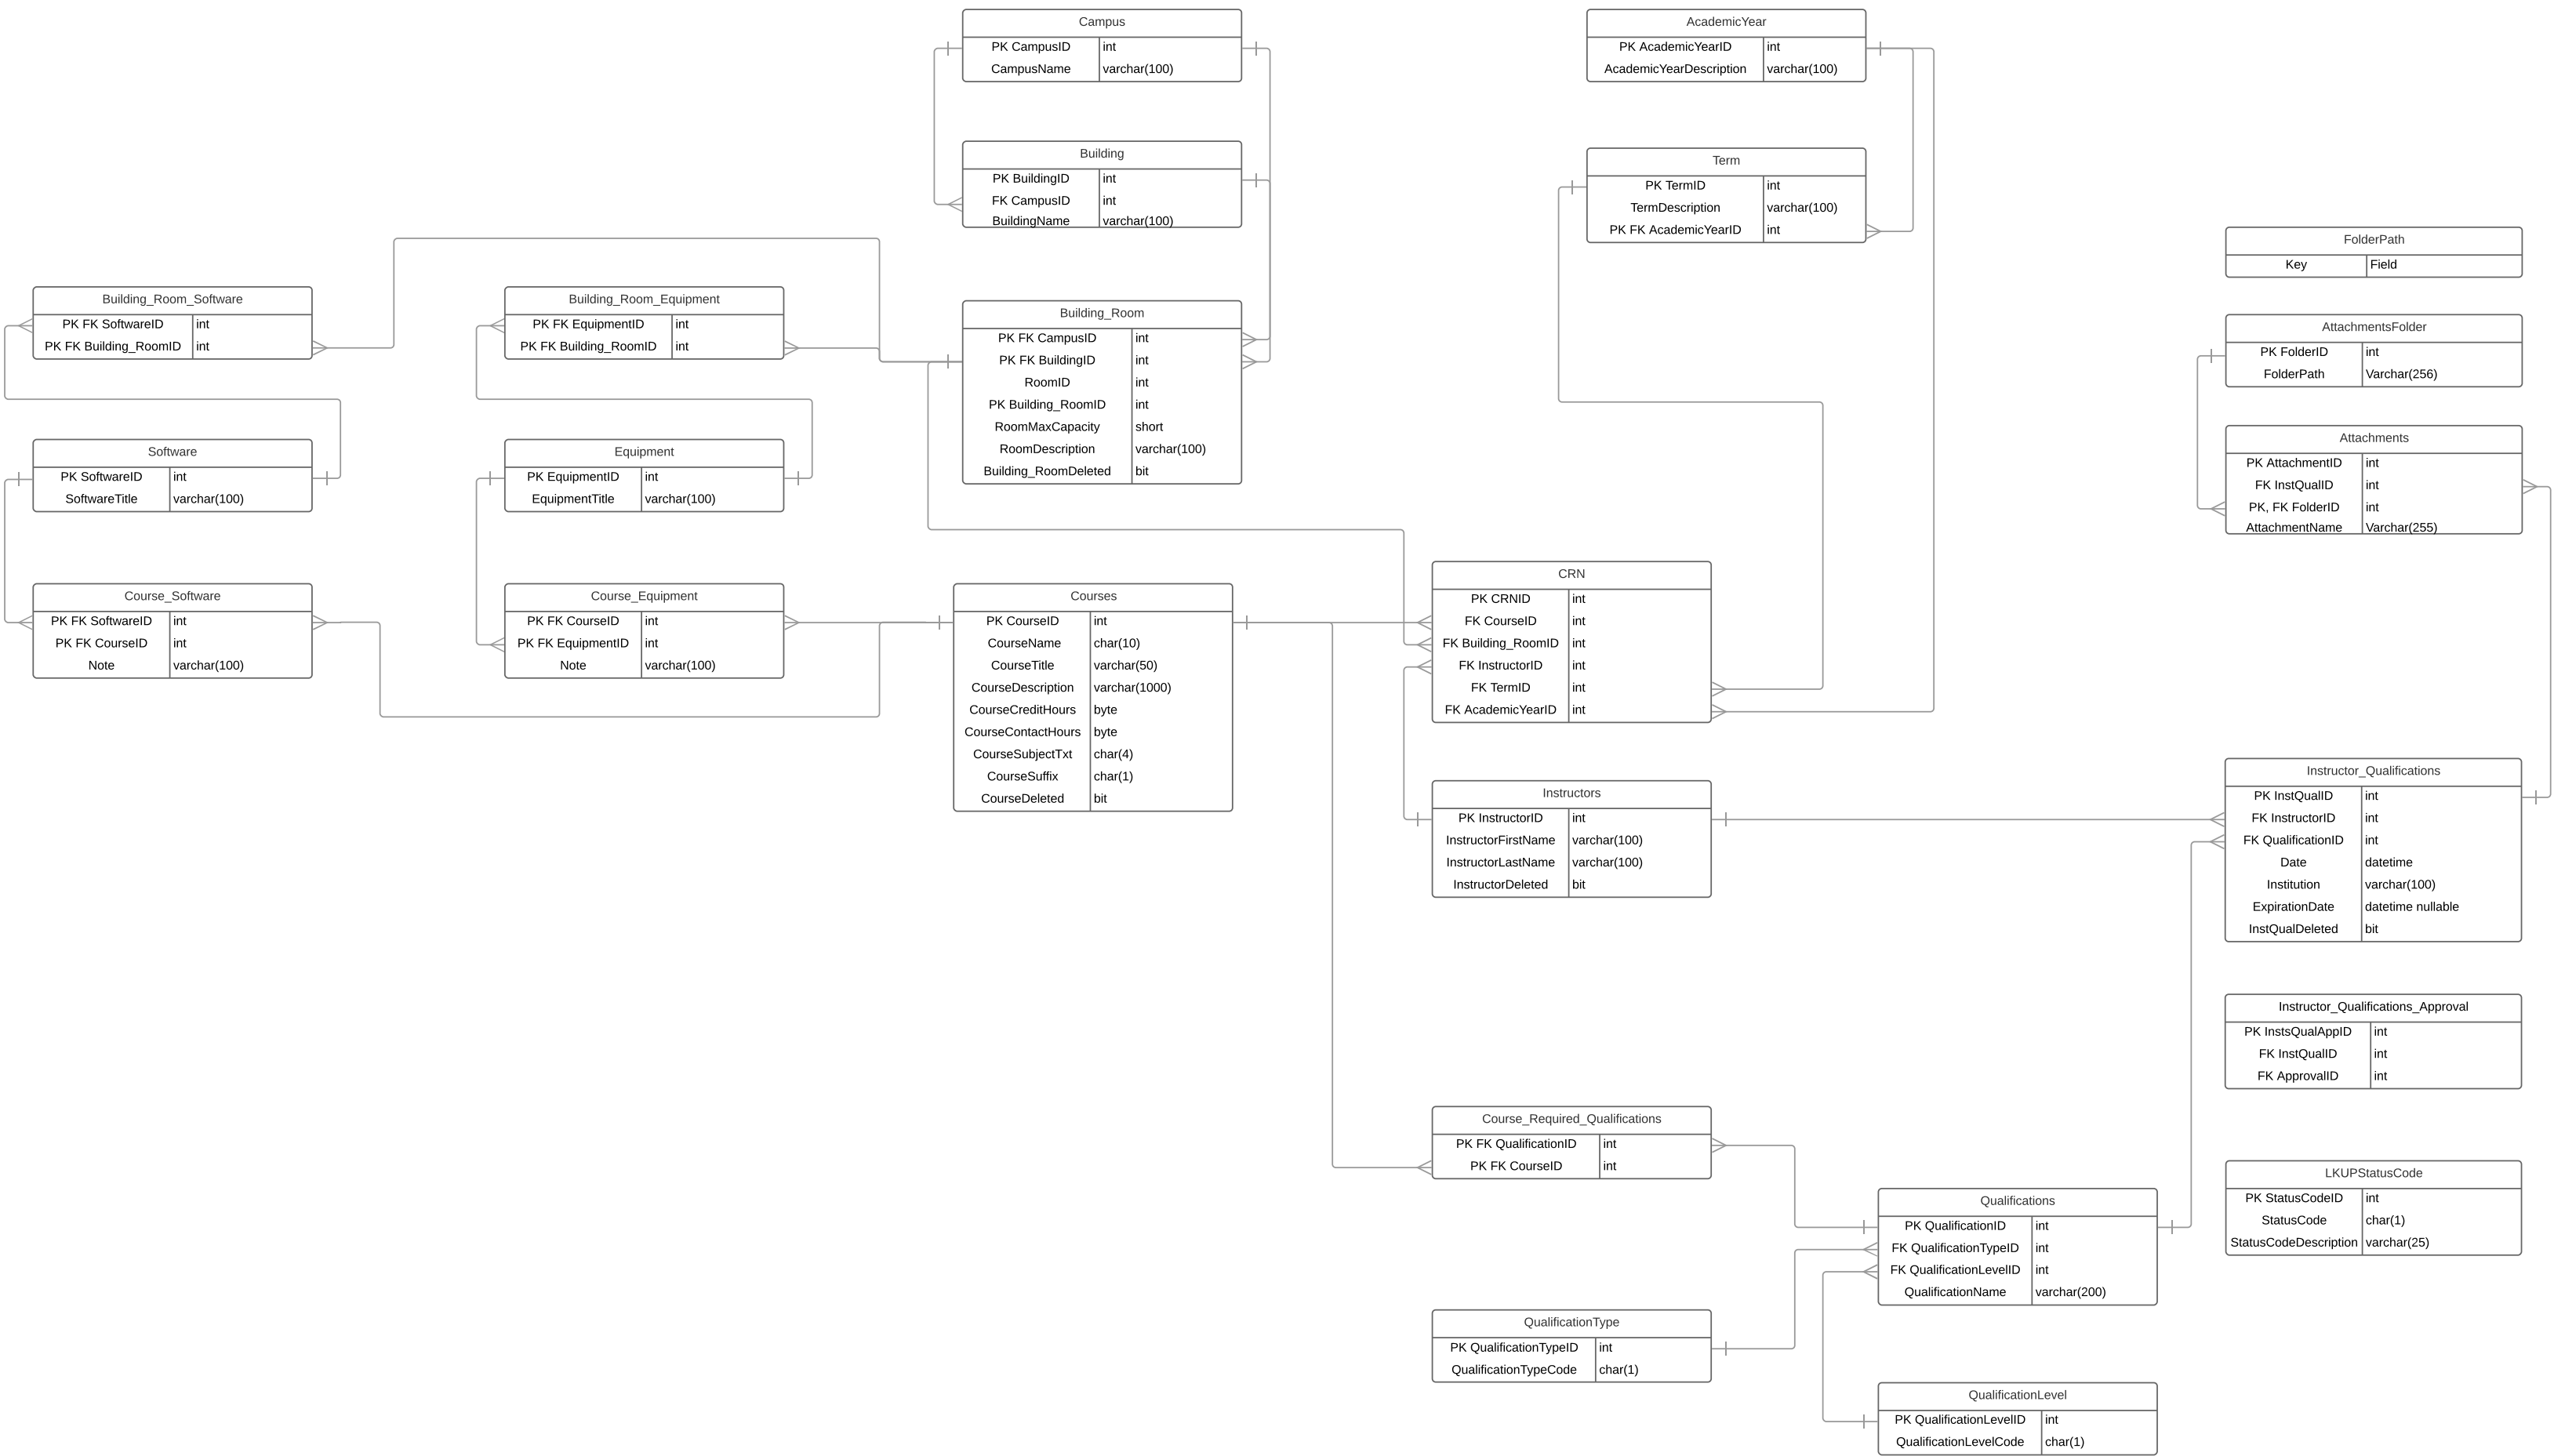 Campus
PK CampusID int
CampusName varchar(100)
AcademicYear
PK AcademicYearID int
AcademicYearDescription varchar(100)
Building
PK BuildingID int
FK CampusID int
BuildingName varchar(100)
Term
PK TermID int
TermDescription varchar(100)
PK FK AcademicYearID int
FolderPath
Key Field
Building_Room_Software
PK FK SoftwareID int
PK FK Building_RoomID int
Building_Room_Equipment
PK FK EquipmentID int
PK FK Building_RoomID int
Building_Room
PK FK CampusID int
PK FK BuildingID int
RoomID int
PK Building_RoomID int
RoomMaxCapacity short
RoomDescription varchar(100)
Building_RoomDeleted bit
AttachmentsFolder
PK FolderID int
FolderPath Varchar(256)
Software
PK SoftwareID int
SoftwareTitle varchar(100)
Equipment
PK EquipmentID int
EquipmentTitle varchar(100)
Attachments
PK AttachmentID int
FK InstQualID int
PK, FK FolderID int
AttachmentName Varchar(255)
Course_Software
PK FK SoftwareID int
PK FK CourseID int
Note varchar(100)
Course_Equipment
PK FK CourseID int
PK FK EquipmentID int
Note varchar(100)
Courses
PK CourseID int
CourseName char(10)
CourseTitle varchar(50)
CourseDescription varchar(1000)
CourseCreditHours byte
CourseContactHours byte
CourseSubjectTxt char(4)
CourseSuffix char(1)
CourseDeleted bit
CRN
PK CRNID int
FK CourseID int
FK Building_RoomID int
FK InstructorID int
FK TermID int
FK AcademicYearID int
Instructors
PK InstructorID int
InstructorFirstName varchar(100)
InstructorLastName varchar(100)
InstructorDeleted bit
Instructor_Qualifications
PK InstQualID int
FK InstructorID int
FK QualificationID int
Date datetime
Institution varchar(100)
ExpirationDate datetime nullable
InstQualDeleted bit
Instructor_Qualifications_Approval
PK InstsQualAppID int
FK InstQualID int
FK ApprovalID int
Course_Required_Qualifications
PK FK QualificationID int
PK FK CourseID int
Qualifications
PK QualificationID int
FK QualificationTypeID int
FK QualificationLevelID int
QualificationName varchar(200)
LKUPStatusCode
PK StatusCodeID int
StatusCode char(1)
StatusCodeDescription varchar(25)
QualificationType
PK QualificationTypeID int
QualificationTypeCode char(1)
QualificationLevel
PK QualificationLevelID int
QualificationLevelCode char(1)